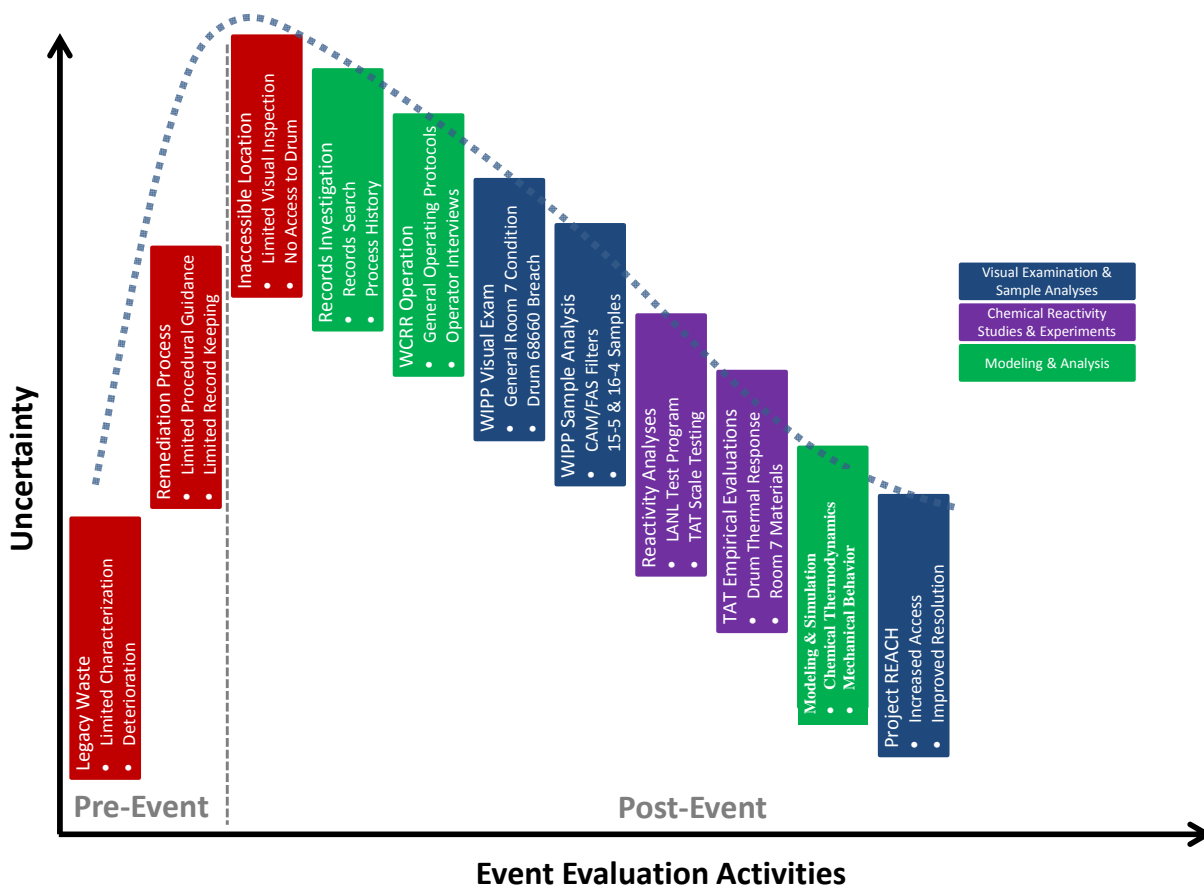 Uncertainty
Legacy Waste
• Limited Characterization
• Deterioration
Remediation Process
• Limited Procedural Guidance
• Limited Record Keeping
Inaccessible Location
• Limited Visual Inspection
• No Access to Drum
Records Investigation
• Records Search
• Process History
WCRR Operation
• General Operating Protocols
• Operator Interviews
WIPP Visual Exam
• General Room 7 Condition
• Drum 68660 Breach
WIPP Sample Analysis
• CAM/FAS Filters
• 15-5 & 16-4 Samples
Reactivity Analyses
• LANL Test Program
• TAT Scale Testing
TAT Empirical Evaluations
• Drum Thermal Response
• Room 7 Materials
Modeling & Simulation
• Chemical Thermodynamics
• Mechanical Behavior
Project REACH
• Increased Access
• Improved Resolution
Visual Examination &
Sample Analyses
Chemical Reactivity
Studies & Experiments
Modeling & Analysis
Pre-Event
Post-Event
Event Evaluation Activities